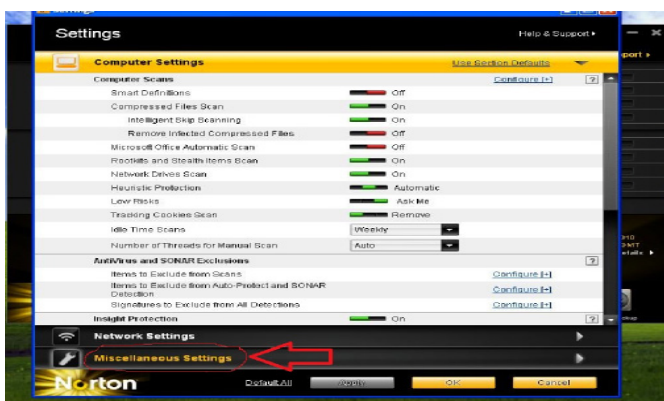 Settings
Help & Support
Computer Settings
Use Section Defaults
Computer Scans
Configure [+]
?
Smart Definitions
Off
Compressed Files Scan
On
Intelligent Skip Scanning
On
Remove Infected Compressed Files
Off
Microsoft Office Automatic Scan
Off
Rootkits and Stealth Items Scan
On
Network Drives Scan
On
Heuristic Protection
Automatic
Low Risks
Ask Me
Tracking Cookies Scan
Remove
Idle Time Scans
Weekly
Number of Threads for Manual Scan
Auto
AntiVirus and SONAR Exclusions
?
Items to Exclude from Scans
Configure [+]
Items to Exclude from Auto-Protect and SONAR
Detection
Configure [+]
Signatures to Exclude from All Detections
Configure [+]
Insight Protection
On
?
Network Settings
Miscellaneous Settings
Norton
Default All
Apply
OK
Cancel